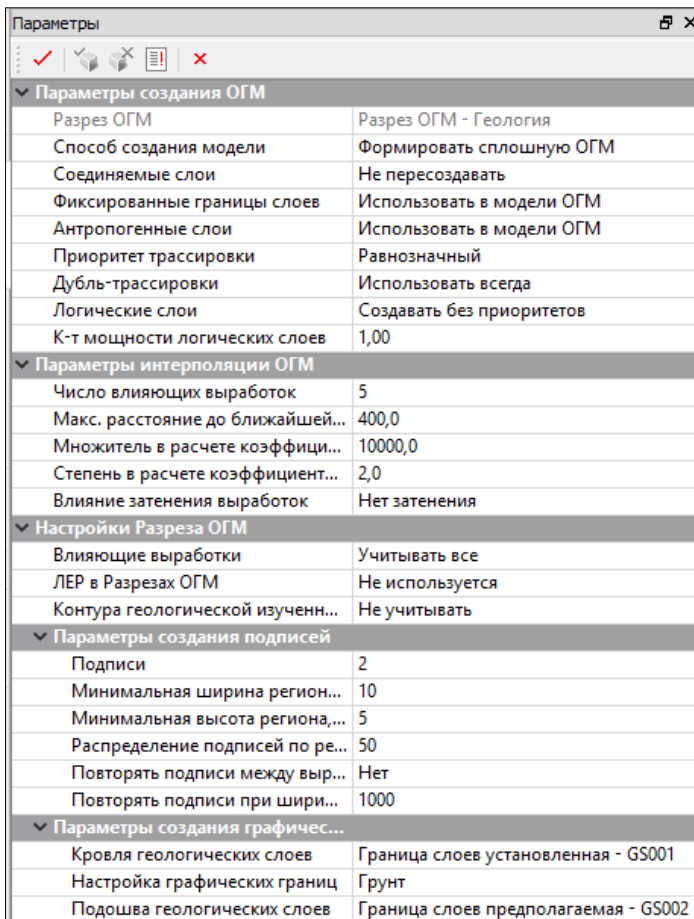 Параметры
Параметры создания ОГМ
Разрез ОГМ Разрез ОГМ - Геология
Способ создания модели Формировать сплошную ОГМ
Соединяемые слои Не пересоздавать
Фиксированные границы слоев Использовать в модели ОГМ
Антропогенные слои Использовать в модели ОГМ
Приоритет трассировки Равнозначный
Дубль-трассировки Использовать всегда
Логические слои Создавать без приоритетов
К-т мощности логических слоев 1,00
Параметры интерполяции ОГМ
Число влияющих выработок 5
Макс. расстояние до ближайшей... 400,0
Множитель в расчете коэффици... 10000,0
Степень в расчете коэффициент... 2,0
Влияние затенения выработок Нет затенения
Настройки Разреза ОГМ
Влияющие выработки Учитывать все
ЛЕР в Разрезах ОГМ Не используется
Контура геологической изученн... Не учитывать
Параметры создания подписей
Подписи 2
Минимальная ширина регион... 10
Минимальная высота региона,... 5
Распределение подписей по ре... 50
Повторять подписи между выр... Нет
Повторять подписи при шири... 1000
Параметры создания графичес...
Кровля геологических слоев Граница слоев установленная - GS001
Настройка графических границ Грунт
Подошва геологических слоев Граница слоев предполагаемая - GS002